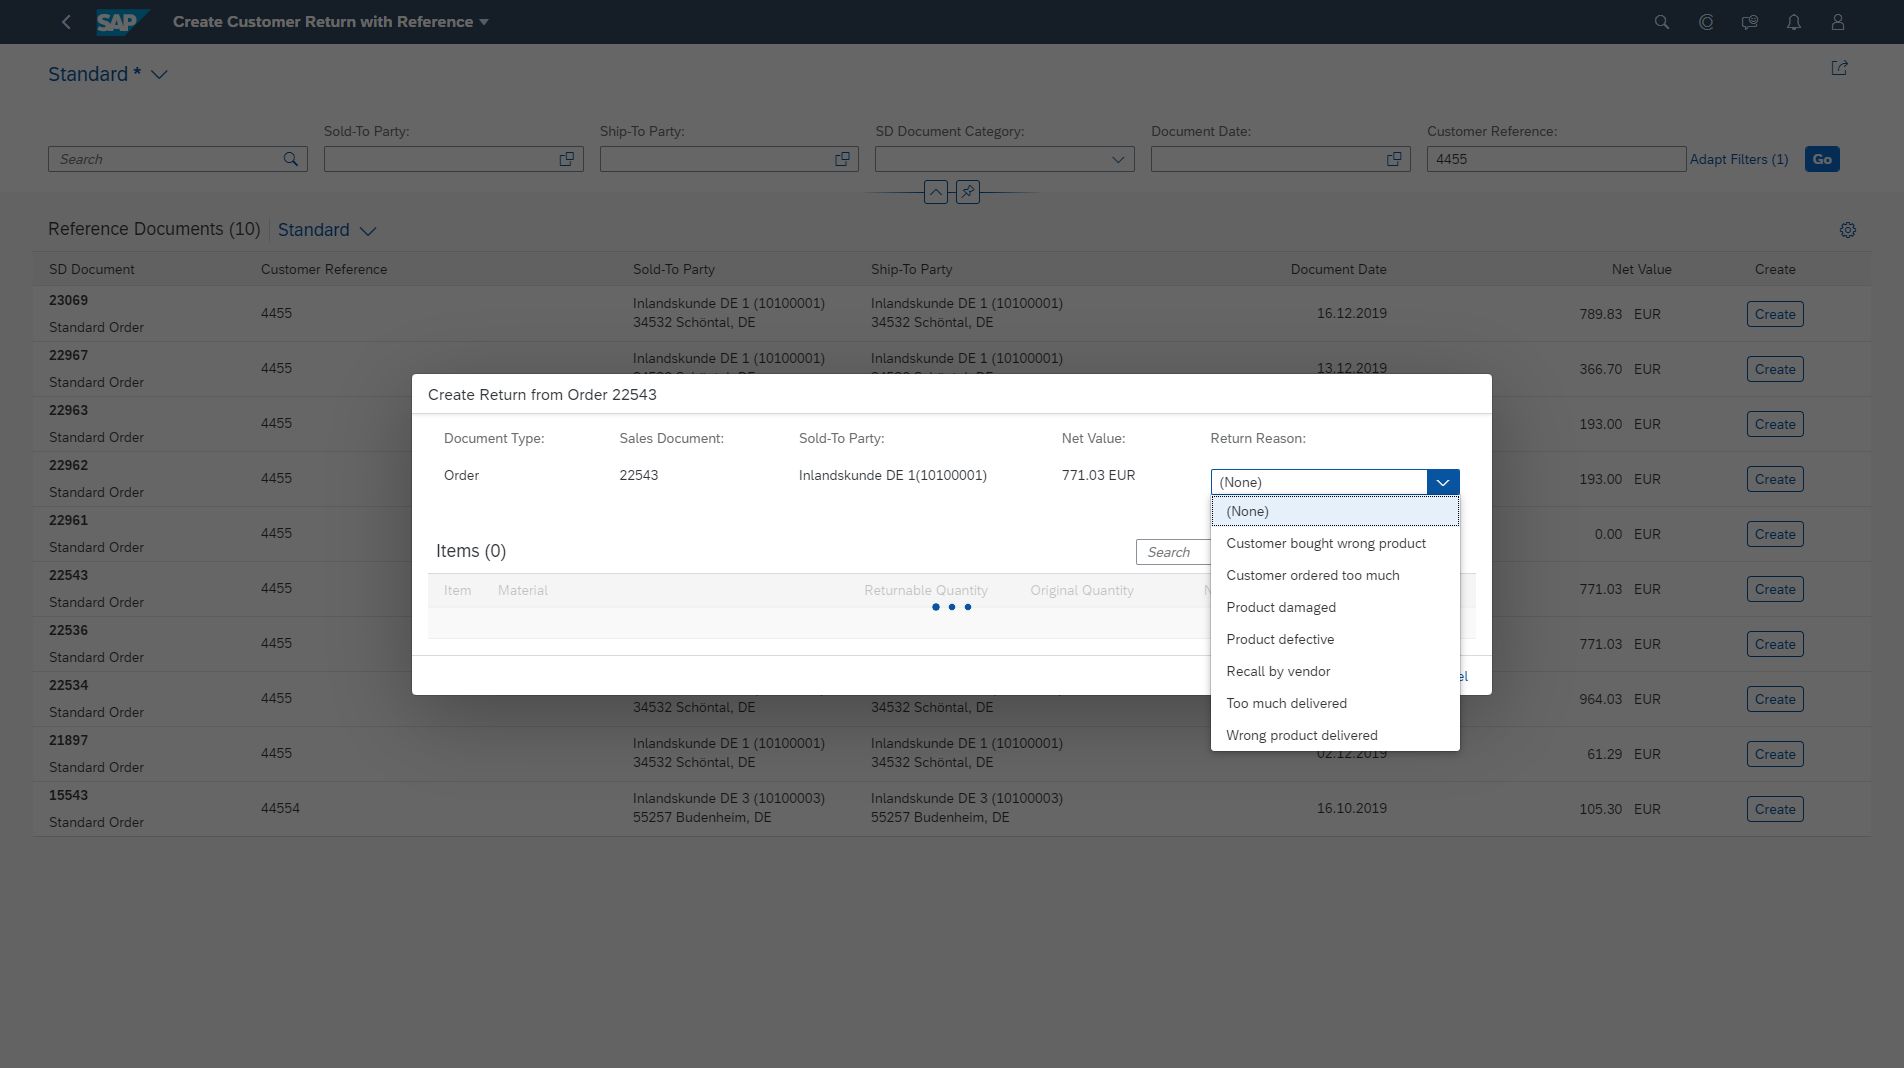 SAP Create Customer Return with Reference
Standard *
Sold-To Party: Ship-To Party: SD Document Category: Document Date: Customer Reference:
Search 4455 Adapt Filters (1) Go
Reference Documents (10) Standard
SD Document Customer Reference Sold-To Party Ship-To Party Document Date Net Value Create
23069
Standard Order 4455 Inlandskunde DE 1 (10100001) Inlandskunde DE 1 (10100001) 16.12.2019 789.83 EUR Create
34532 Schöntal, DE 34532 Schöntal, DE
22967
Standard Order 4455 Inlandskunde DE 1 (10100001) Inlandskunde DE 1 (10100001) 13.12.2019 366.70 EUR Create
22963
Standard Order 4455 193.00 EUR Create
22962
Standard Order 4455 193.00 EUR Create
22961
Standard Order 4455 0.00 EUR Create
22543
Standard Order 4455 771.03 EUR Create
22536
Standard Order 4455 771.03 EUR Create
22534
Standard Order 4455 964.03 EUR Create
34532 Schöntal, DE 34532 Schöntal, DE
21897
Standard Order 4455 Inlandskunde DE 1 (10100001) Inlandskunde DE 1 (10100001) 02.12.2019 61.29 EUR Create
34532 Schöntal, DE 34532 Schöntal, DE
15543
Standard Order 44554 Inlandskunde DE 3 (10100003) Inlandskunde DE 3 (10100003) 16.10.2019 105.30 EUR Create
55257 Budenheim, DE 55257 Budenheim, DE
Create Return from Order 22543
Document Type: Sales Document: Sold-To Party: Net Value: Return Reason:
Order 22543 Inlandskunde DE 1(10100001) 771.03 EUR (None)
(None)
Customer bought wrong product
Customer ordered too much
Product damaged
Product defective
Recall by vendor
Too much delivered
Wrong product delivered
Items (0) Search
Item Material Returnable Quantity Original Quantity